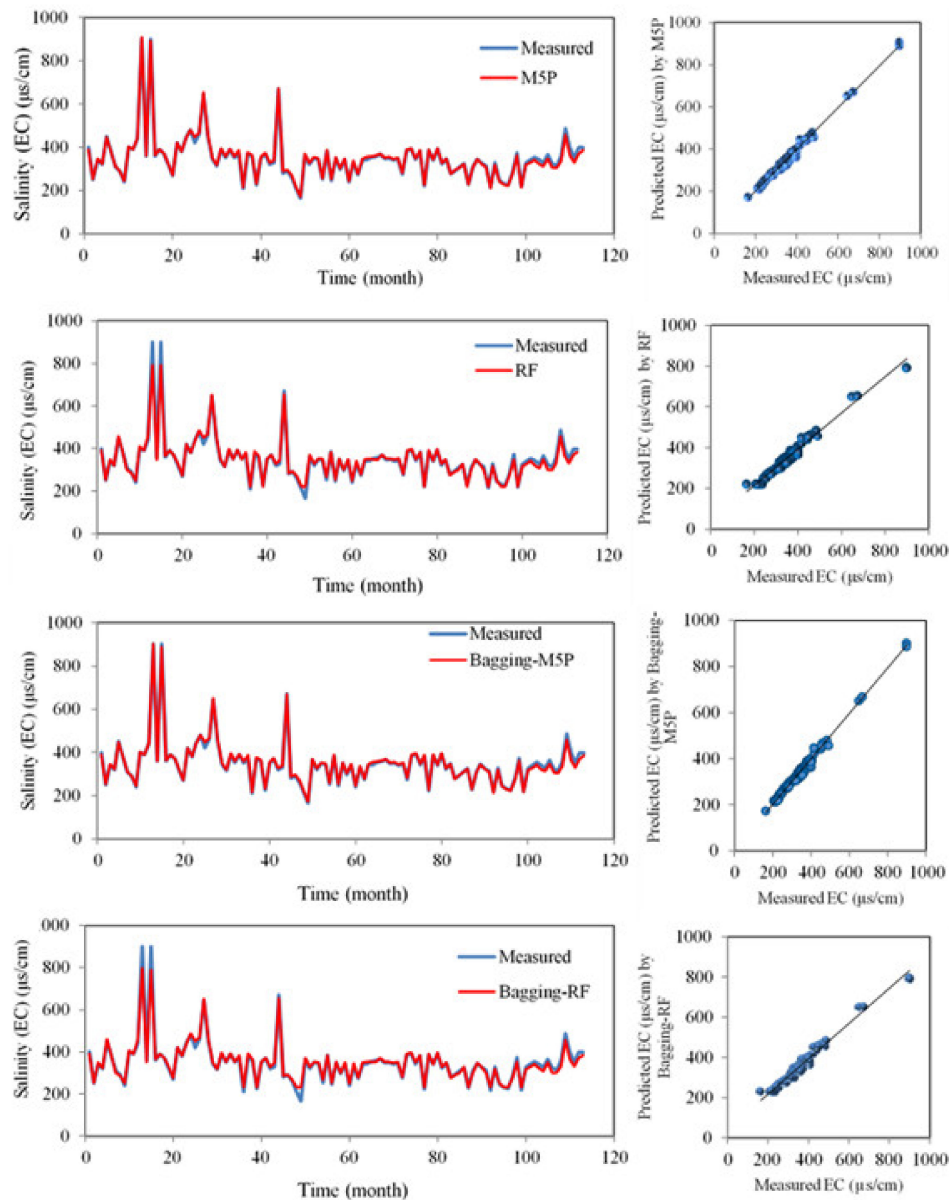 1000
800
600
400
200
0
Salinity (EC) (µs/cm)
Measured
M5P
0 20 40 60 80 100 120
Time (month)
1000
800
600
400
200
0
Predicted EC (µs/cm) by M5P
0 200 400 600 800 1000
Measured EC (µs/cm)
1000
800
600
400
200
0
Salinity (EC) (µs/cm)
Measured
RF
0 20 40 60 80 100 120
Time (month)
1000
800
600
400
200
0
Predicted EC (µs/cm) by RF
0 200 400 600 800 1000
Measured EC (µs/cm)
1000
800
600
400
200
0
Salinity (EC) (µs/cm)
Measured
Bagging-M5P
0 20 40 60 80 100 120
Time (month)
1000
800
600
400
200
0
Predicted EC (µs/cm) by Bagging-
M5P
0 200 400 600 800 1000
Measured EC (µs/cm)
000
800
600
400
200
0
Salinity (EC) (µs/cm)
Measured
Bagging-RF
0 20 40 60 80 100 120
Time (month)
1000
800
600
400
200
0
Predicted EC (µs/cm) by
Bagging-RF
0 200 400 600 800 1000
Measured EC (µs/cm)